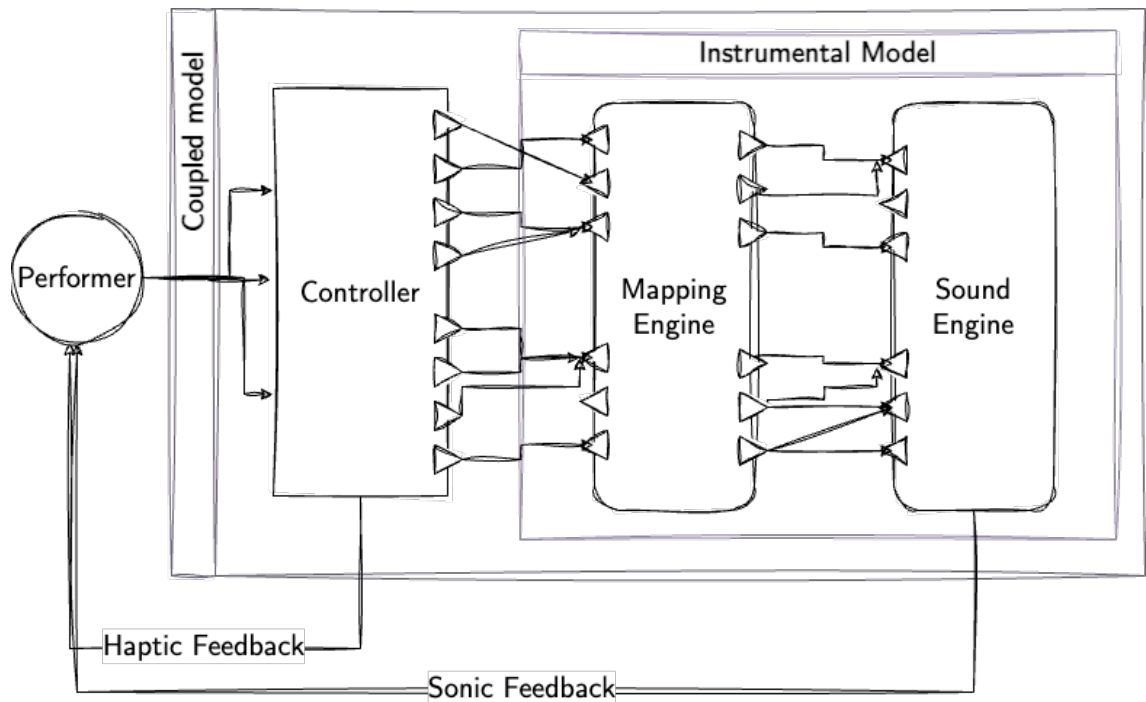 Instrumental Model
Coupled model
Performer
Controller
Mapping
Engine
Sound
Engine
Haptic Feedback
Sonic Feedback